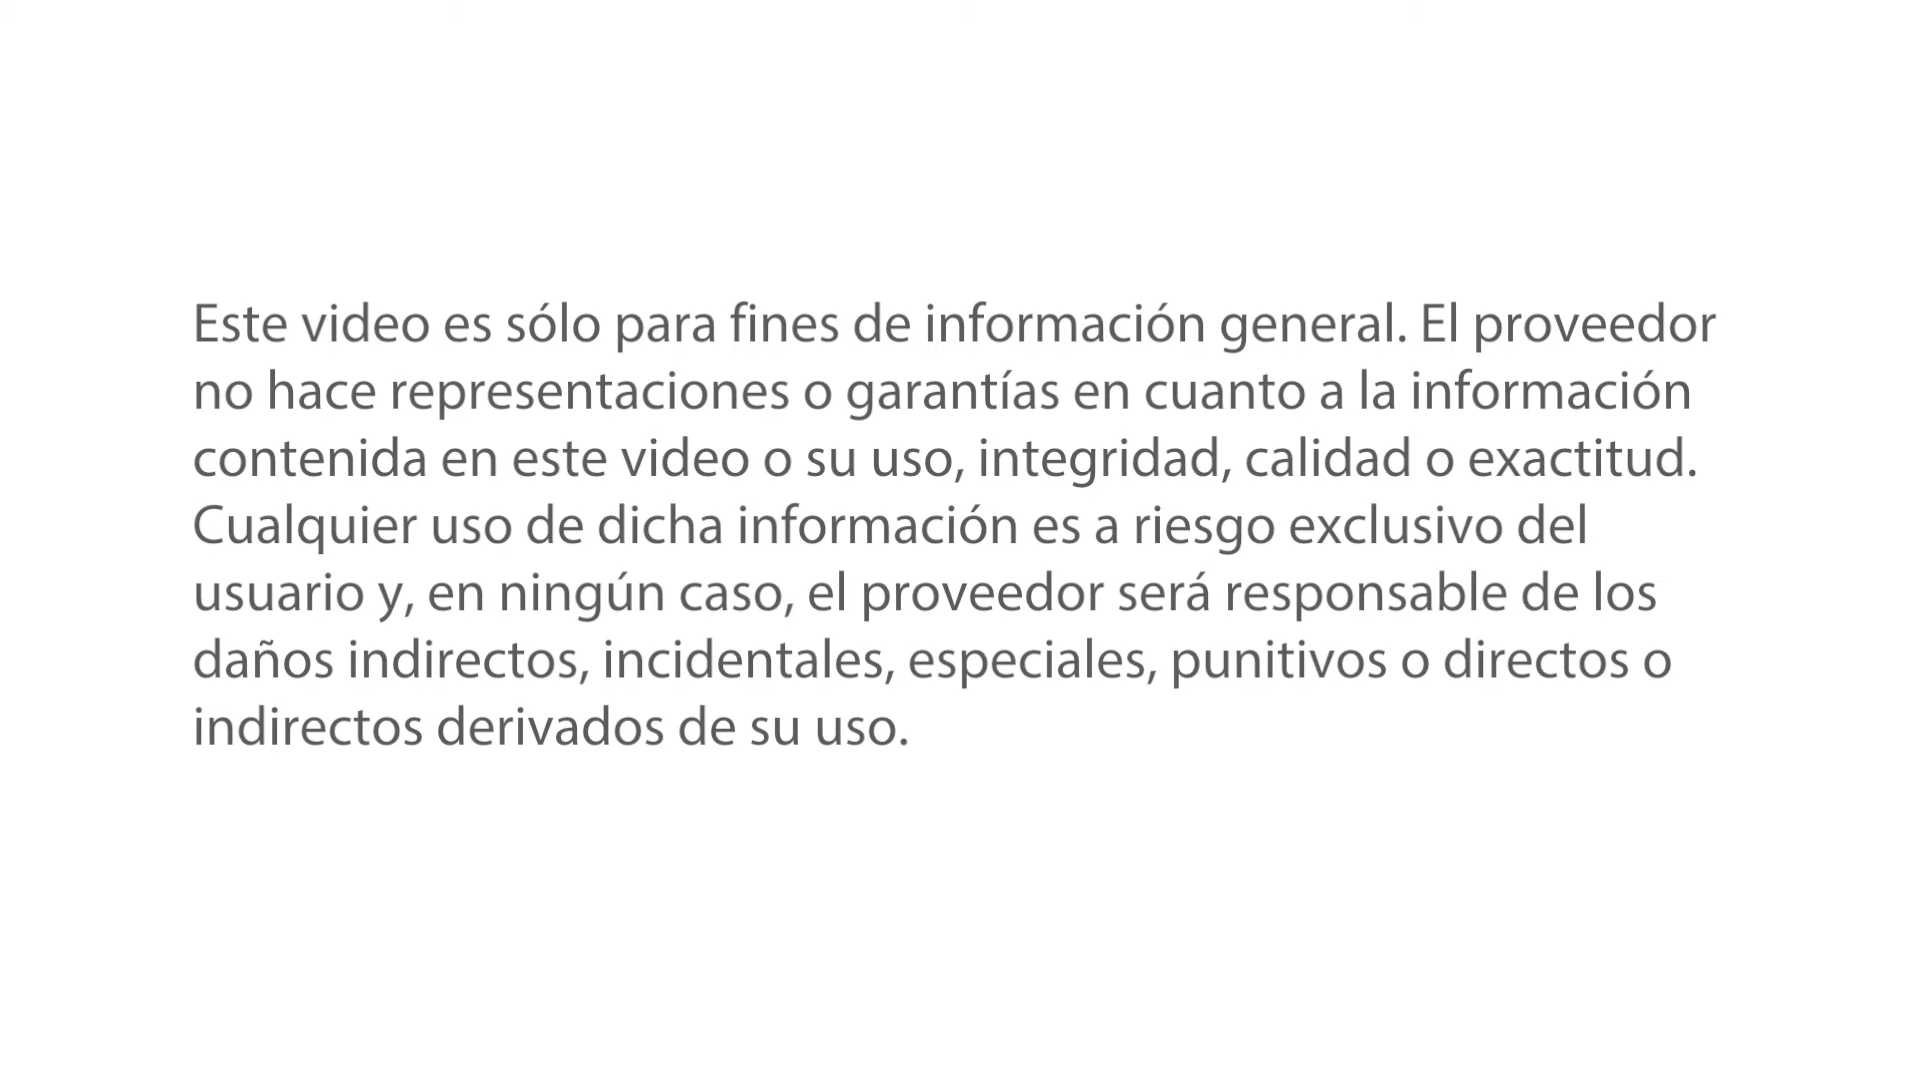 Este video es sólo para fines de información general. El proveedor
no hace representaciones o garantías en cuanto a la información
contenida en este video o su uso, integridad, calidad o exactitud.
Cualquier uso de dicha información es a riesgo exclusivo del
usuario y, en ningún caso, el proveedor será responsable de los
daños indirectos, incidentales, especiales, punitivos o directos o
indirectos derivados de su uso.